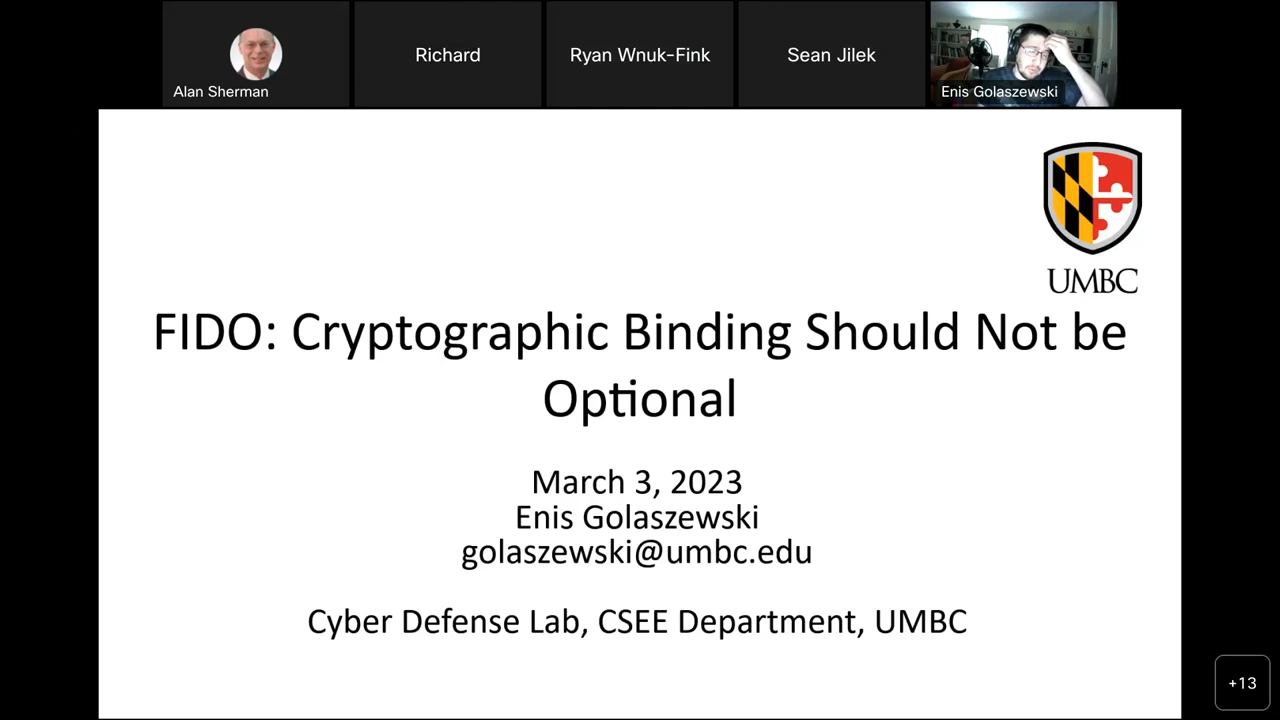 Alan Sherman
Richard
Ryan Wnuk-Fink
Sean Jilek
Enis Golaszewski
UMBC
FIDO: Cryptographic Binding Should Not be
Optional
March 3, 2023
Enis Golaszewski
golaszewski@umbc.edu
Cyber Defense Lab, CSEE Department, UMBC
+13